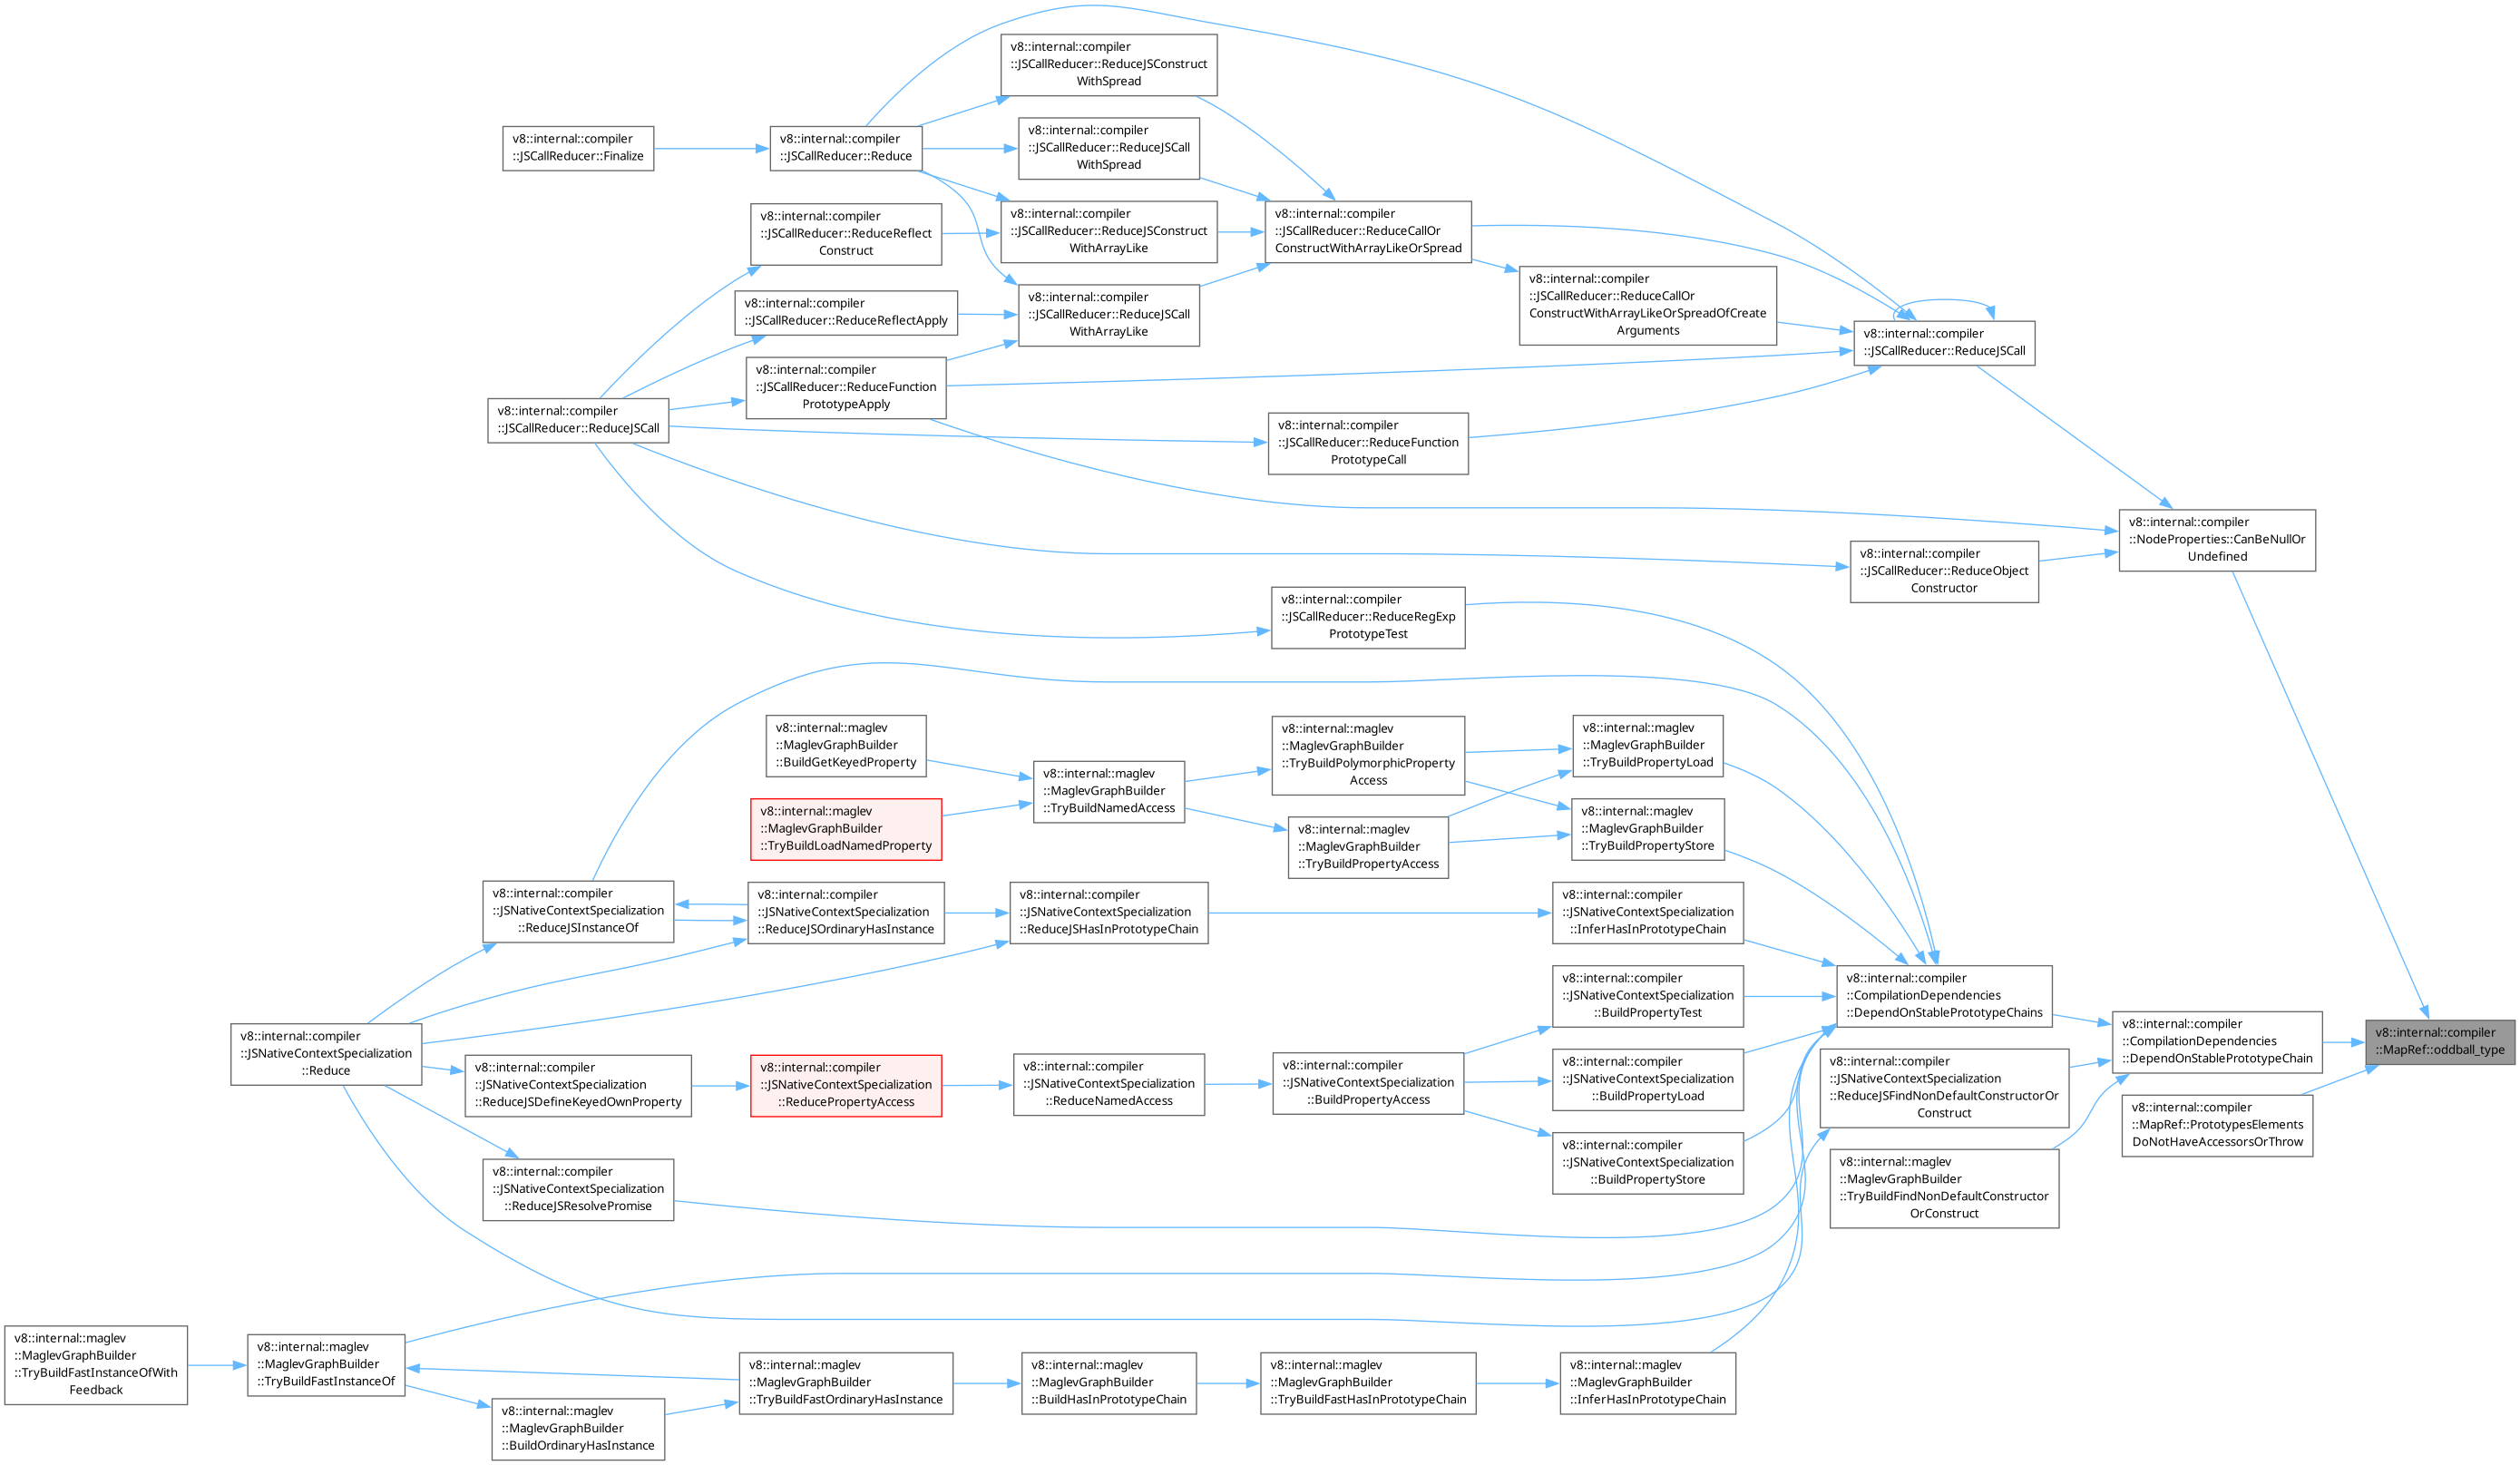 v8::internal::compiler
::JSCallReducer::ReduceJSConstruct
WithSpread
v8::internal::compiler
::JSCallReducer::Finalize
v8::internal::compiler
::JSCallReducer::Reduce
v8::internal::compiler
::JSCallReducer::ReduceJSCall
WithSpread
v8::internal::compiler
::JSCallReducer::ReduceReflect
Construct
v8::internal::compiler
::JSCallReducer::ReduceJSConstruct
WithArrayLike
v8::internal::compiler
::JSCallReducer::ReduceCallOr
ConstructWithArrayLikeOrSpread
v8::internal::compiler
::JSCallReducer::ReduceCallOr
ConstructWithArrayLikeOrSpreadOfCreate
Arguments
v8::internal::compiler
::JSCallReducer::ReduceReflectApply
v8::internal::compiler
::JSCallReducer::ReduceJSCall
WithArrayLike
v8::internal::compiler
::JSCallReducer::ReduceJSCall
v8::internal::compiler
::JSCallReducer::ReduceFunction
PrototypeApply
v8::internal::compiler
::JSCallReducer::ReduceJSCall
v8::internal::compiler
::JSCallReducer::ReduceFunction
PrototypeCall
v8::internal::compiler
::NodeProperties::CanBeNullOr
Undefined
v8::internal::compiler
::JSCallReducer::ReduceObject
Constructor
v8::internal::compiler
::JSCallReducer::ReduceRegExp
PrototypeTest
v8::internal::maglev
::MaglevGraphBuilder
::BuildGetKeyedProperty
v8::internal::maglev
::MaglevGraphBuilder
::TryBuildPolymorphicProperty
Access
v8::internal::maglev
::MaglevGraphBuilder
::TryBuildPropertyLoad
v8::internal::maglev
::MaglevGraphBuilder
::TryBuildNamedAccess
v8::internal::maglev
::MaglevGraphBuilder
::TryBuildLoadNamedProperty
v8::internal::maglev
::MaglevGraphBuilder
::TryBuildPropertyAccess
v8::internal::maglev
::MaglevGraphBuilder
::TryBuildPropertyStore
v8::internal::compiler
::JSNativeContextSpecialization
::ReduceJSInstanceOf
v8::internal::compiler
::JSNativeContextSpecialization
::ReduceJSOrdinaryHasInstance
v8::internal::compiler
::JSNativeContextSpecialization
::ReduceJSHasInPrototypeChain
v8::internal::compiler
::JSNativeContextSpecialization
::InferHasInPrototypeChain
v8::internal::compiler
::JSNativeContextSpecialization
::BuildPropertyTest
v8::internal::compiler
::CompilationDependencies
::DependOnStablePrototypeChains
v8::internal::compiler
::CompilationDependencies
::DependOnStablePrototypeChain
v8::internal::compiler
::MapRef::oddball_type
v8::internal::compiler
::JSNativeContextSpecialization
::Reduce
v8::internal::compiler
::JSNativeContextSpecialization
::ReduceJSDefineKeyedOwnProperty
v8::internal::compiler
::JSNativeContextSpecialization
::ReducePropertyAccess
v8::internal::compiler
::JSNativeContextSpecialization
::ReduceNamedAccess
v8::internal::compiler
::JSNativeContextSpecialization
::BuildPropertyAccess
v8::internal::compiler
::JSNativeContextSpecialization
::BuildPropertyLoad
v8::internal::compiler
::JSNativeContextSpecialization
::ReduceJSFindNonDefaultConstructorOr
Construct
v8::internal::compiler
::MapRef::PrototypesElements
DoNotHaveAccessorsOrThrow
v8::internal::compiler
::JSNativeContextSpecialization
::BuildPropertyStore
v8::internal::maglev
::MaglevGraphBuilder
::TryBuildFindNonDefaultConstructor
OrConstruct
v8::internal::compiler
::JSNativeContextSpecialization
::ReduceJSResolvePromise
v8::internal::maglev
::MaglevGraphBuilder
::TryBuildFastInstanceOfWith
Feedback
v8::internal::maglev
::MaglevGraphBuilder
::TryBuildFastInstanceOf
v8::internal::maglev
::MaglevGraphBuilder
::BuildOrdinaryHasInstance
v8::internal::maglev
::MaglevGraphBuilder
::TryBuildFastOrdinaryHasInstance
v8::internal::maglev
::MaglevGraphBuilder
::BuildHasInPrototypeChain
v8::internal::maglev
::MaglevGraphBuilder
::TryBuildFastHasInPrototypeChain
v8::internal::maglev
::MaglevGraphBuilder
::InferHasInPrototypeChain